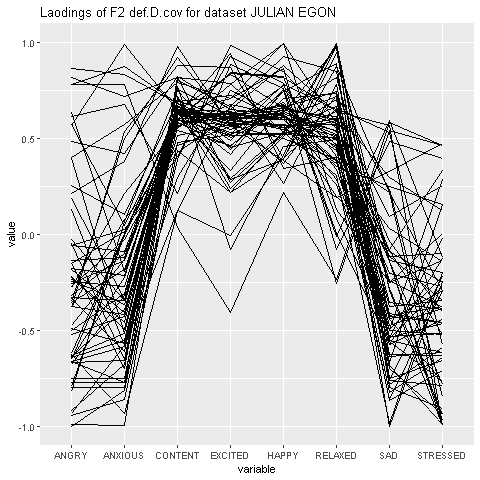 Laodings of F2 def.D.cov for dataset JULIAN EGON
1.0
0.5
0.0
-0.5
-1.0
value
ANGRY ANXIOUS CONTENT EXCITED HAPPY RELAXED SAD STRESSED
variable